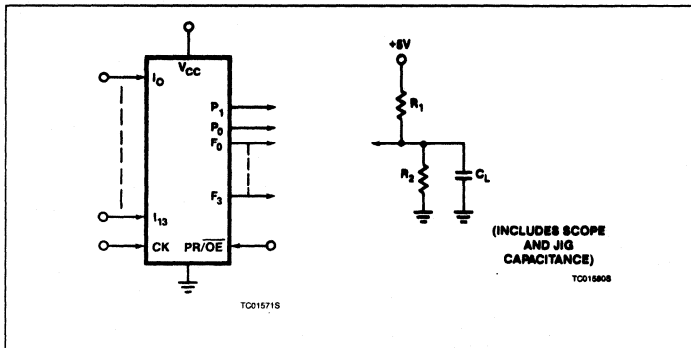 VCC
I0
P1
P0
F0
F3
I13
CK PR/OE
TC01571S
+5V
R1
R2 CL
(INCLUDES SCOPE
AND JIG
CAPACITANCE)
TC01580S